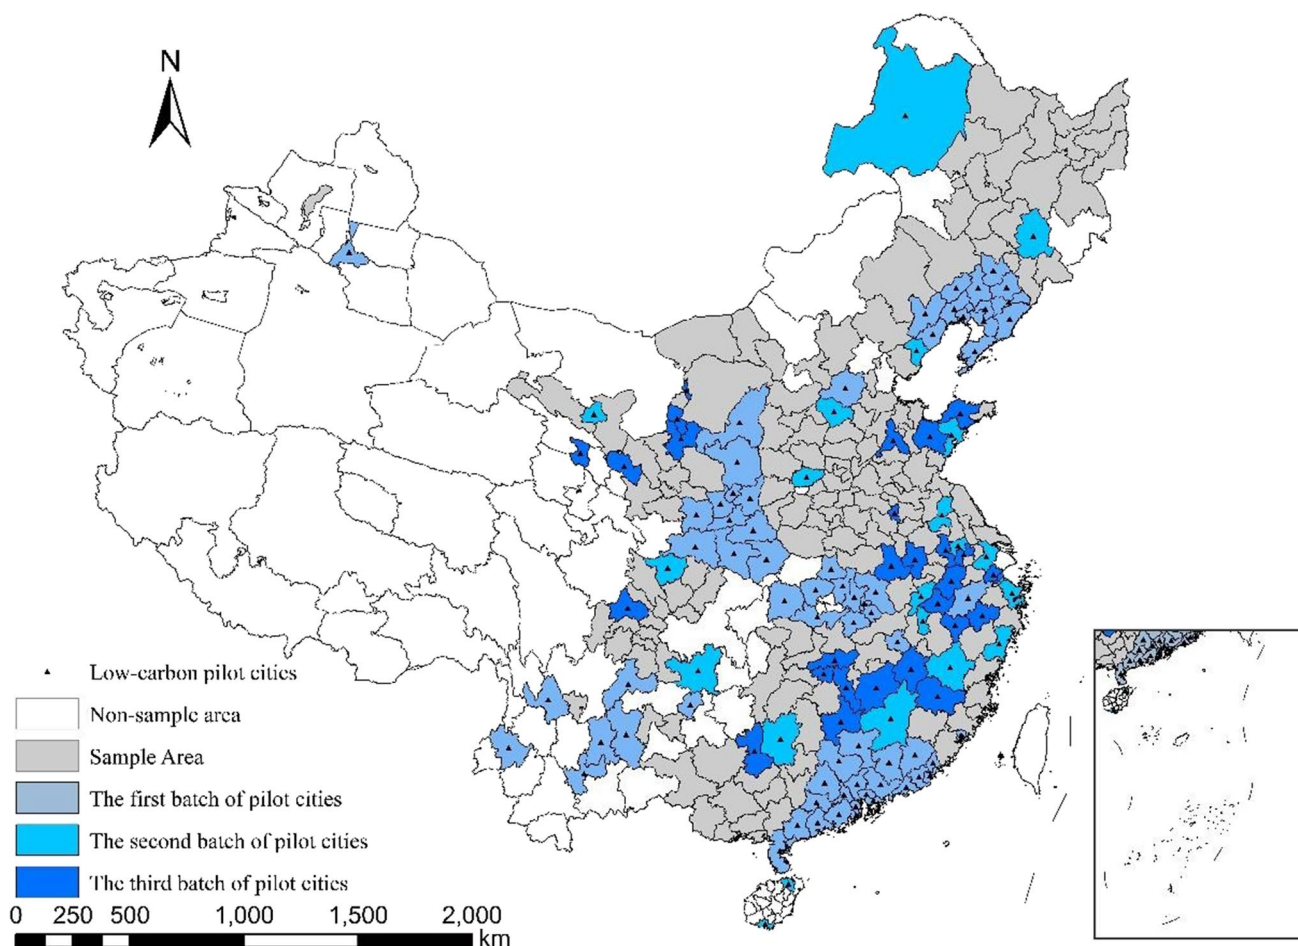 N
Low-carbon pilot cities
Non-sample area
Sample Area
The first batch of pilot cities
The second batch of pilot cities
The third batch of pilot cities
0 250 500 1,000 1,500 2,000
km